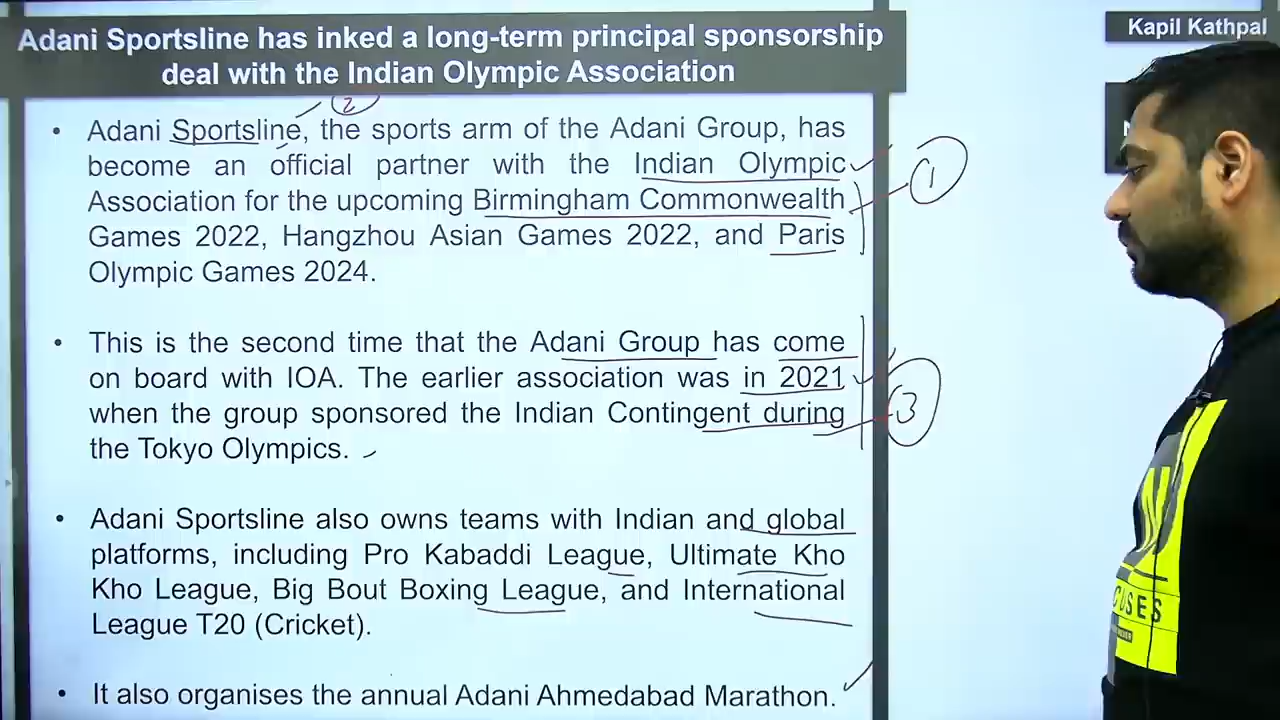 Adani Sportsline has inked a long-term principal sponsorship
deal with the Indian Olympic Association
Kapil Kathpal
2
• Adani Sportsline, the sports arm of the Adani Group, has
become an official partner with the Indian Olympic
Association for the upcoming Birmingham Commonwealth
Games 2022, Hangzhou Asian Games 2022, and Paris
Olympic Games 2024.
1
• This is the second time that the Adani Group has come
on board with IOA. The earlier association was in 2021
when the group sponsored the Indian Contingent during
the Tokyo Olympics.
3
• Adani Sportsline also owns teams with Indian and global
platforms, including Pro Kabaddi League, Ultimate Kho
Kho League, Big Bout Boxing League, and International
League T20 (Cricket).
• It also organises the annual Adani Ahmedabad Marathon.